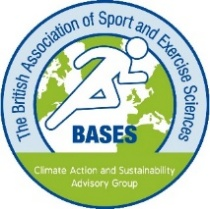 The British Association of Sport and Exercise Sciences
BASES
Climate Action and Sustainability
Advisory Group